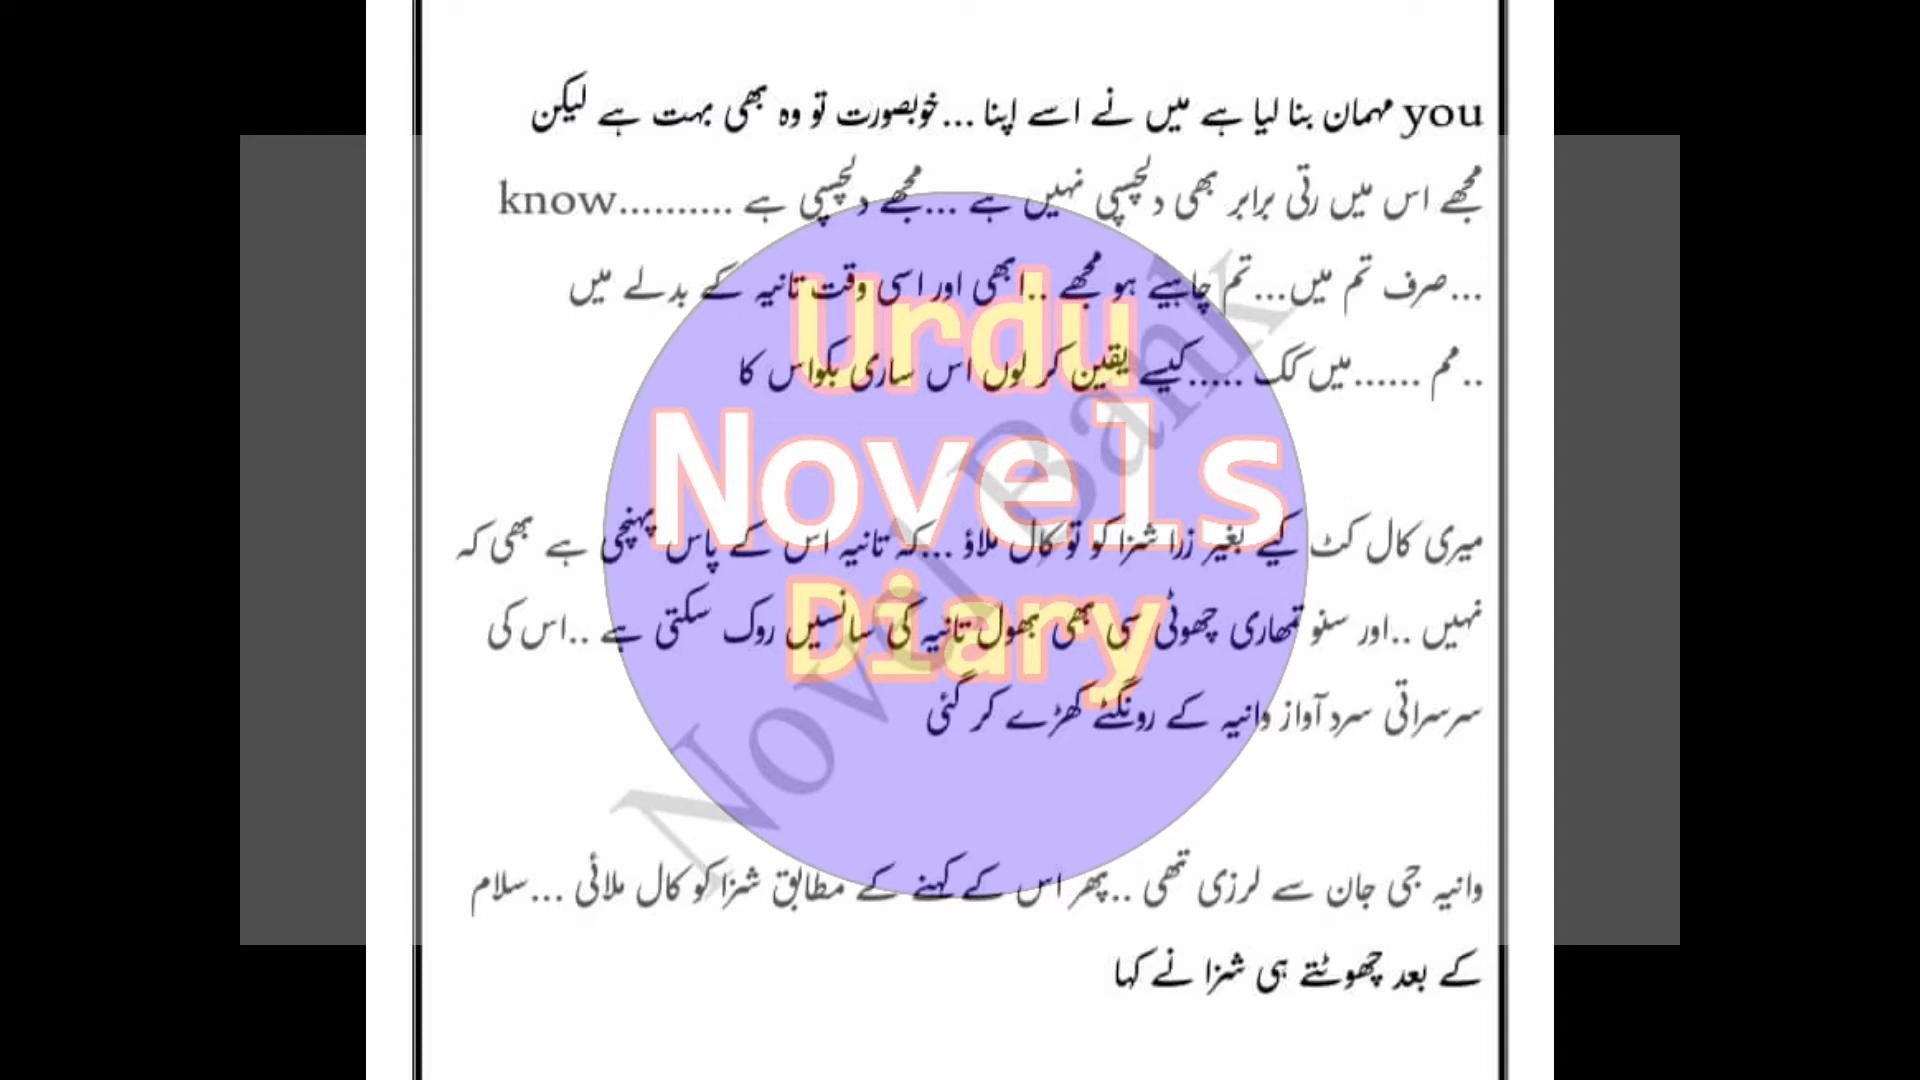 you مہمان بنا لیا ہے میں نے اسے اپنا ...خوبصورت تو وہ بھی بہت ہے لیکن
مجھے اس میں رتی برابر بھی دلچسپی نہیں ہے ...مجھے دلچسپی ہے ..........know
...صرف تم میں...تم چاہیے ہو مجھے ..ابھی اور اسی وقت تانیہ کے بدلے میں
..مم ......میں کک .....کیسے یقین کر لوں اس ساری بکواس کا
میری کال کٹ کیے بغیر زرا شزا کو تو کال ملاؤ ...کہ تانیہ اس کے پاس پہنچی ہے بھی کہ
نہیں ..اور سنو تمھاری چھوٹی سی بھی بھول تانیہ کی سانسیں روک سکتی ہے ..اس کی
سرسراتی سرد آواز وانیہ کے رونگٹے کھڑے کر گئی
وانیہ جی جان سے لرزی تھی ..پھر اس کے کہنے کے مطابق شزا کو کال ملائی ...سلام
کے بعد چھوٹتے ہی شزا نے کہا
Urdu
Novels
Diary
Novel Bank